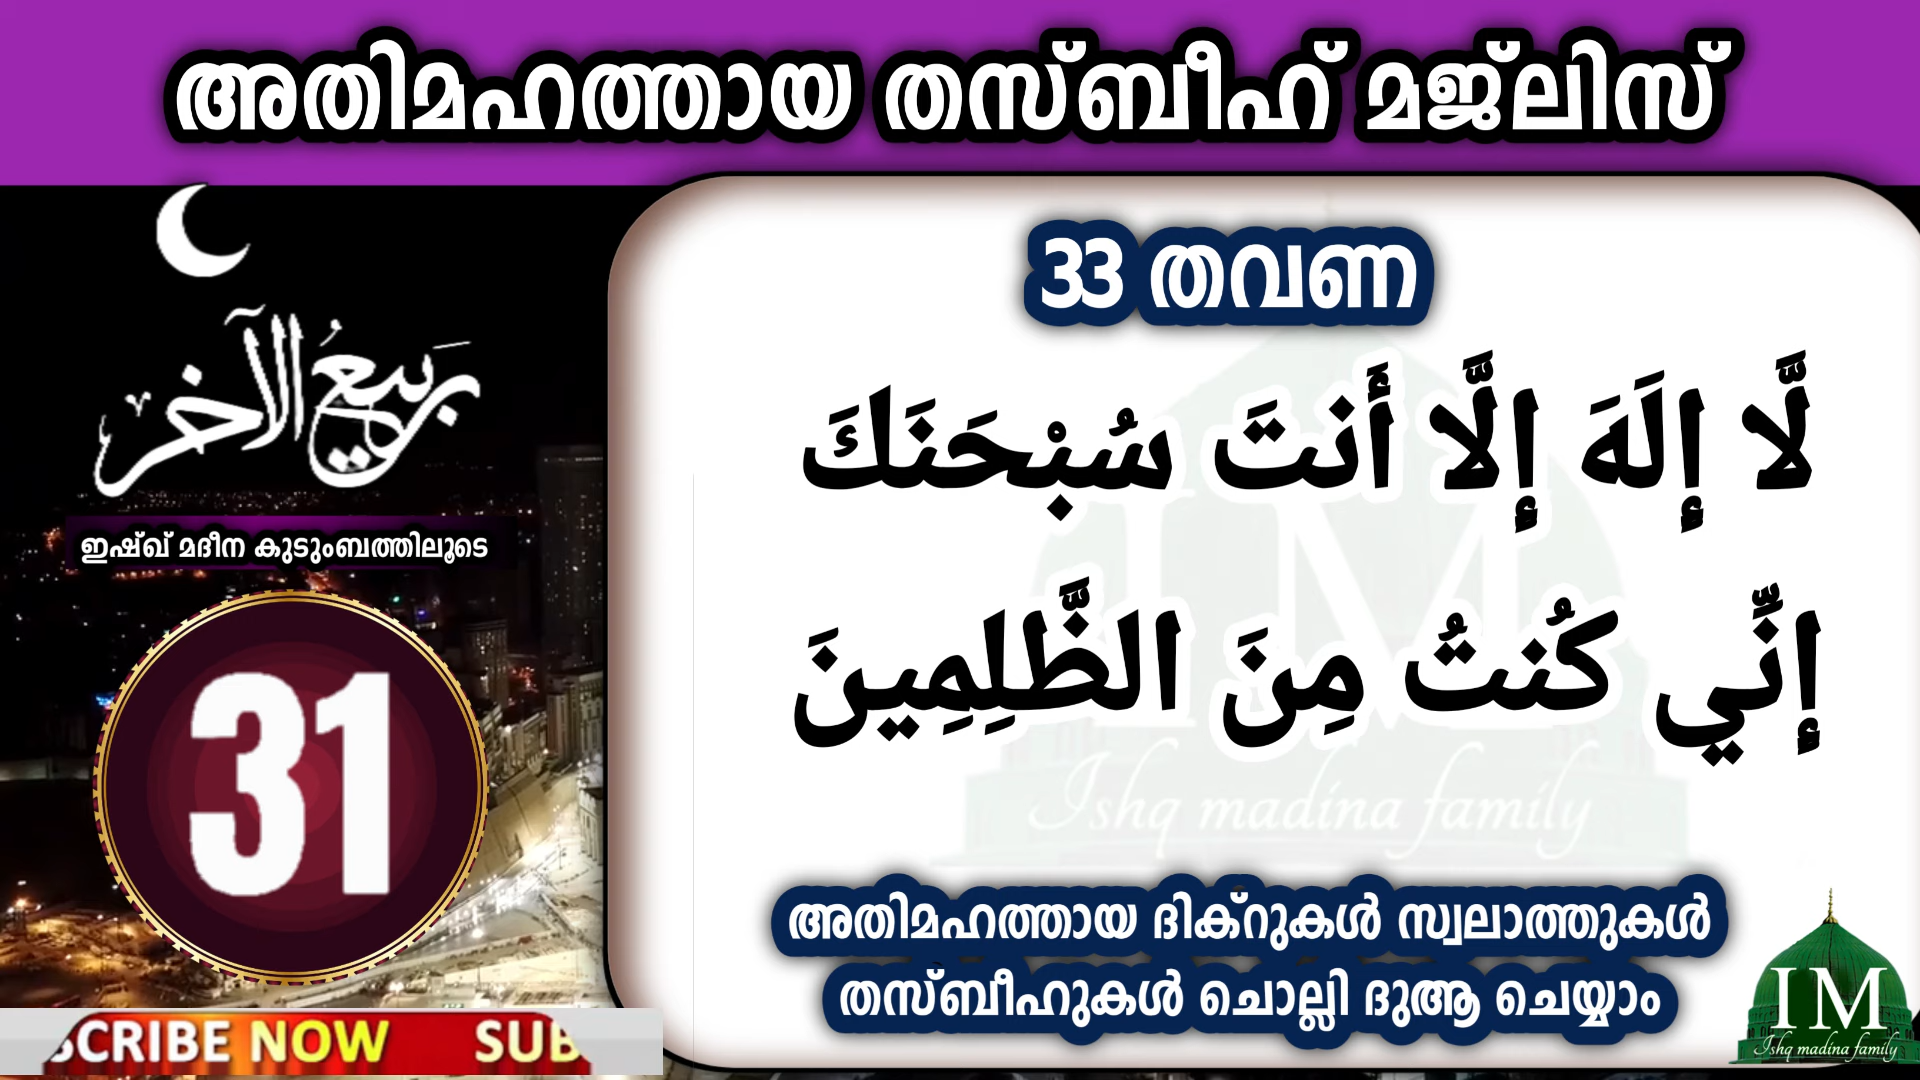 അതിമഹത്തായ തസ്ബീഹ് മജ്‌ലിസ്
33 തവണ
لَّا إِلَهَ إِلَّا أَنتَ سُبْحَنَكَ
إِنِّي كُنتُ مِنَ الظَّلِمِينَ
Ishq madina family
അതിമഹത്തായ ദിക്റുകൾ സ്വലാത്തുകൾ
തസ്ബീഹുകൾ ചൊല്ലി ദുആ ചെയ്യാം
ربيعُ الآخر
ഇഷ്ഖ് മദീന കുടുംബത്തിലൂടെ
31
SCRIBE NOW SUB
IM
Ishq madina family